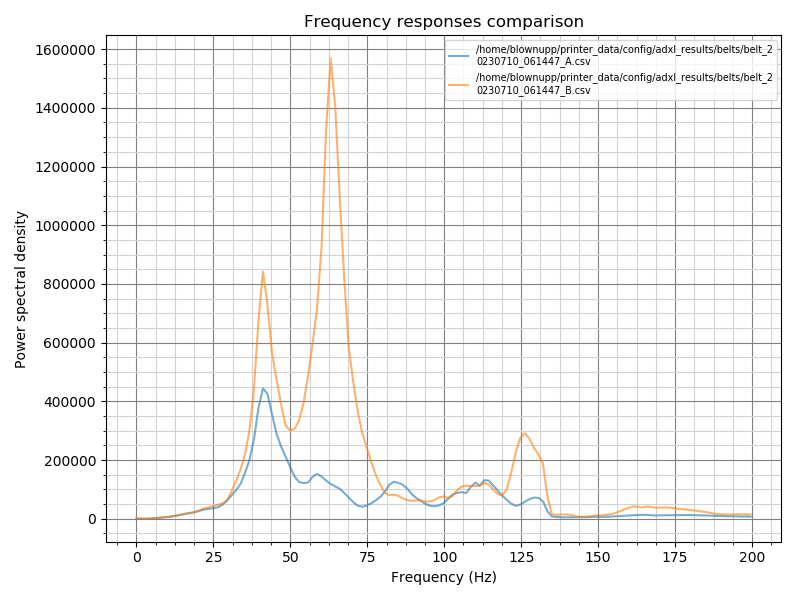 Frequency responses comparison
/home/blownupp/printer_data/config/adxl_results/belts/belt_2
0230710_061447_A.csv
/home/blownupp/printer_data/config/adxl_results/belts/belt_2
0230710_061447_B.csv
1600000
1400000
1200000
1000000
800000
600000
400000
200000
0
Power spectral density
0 25 50 75 100 125 150 175 200
Frequency (Hz)